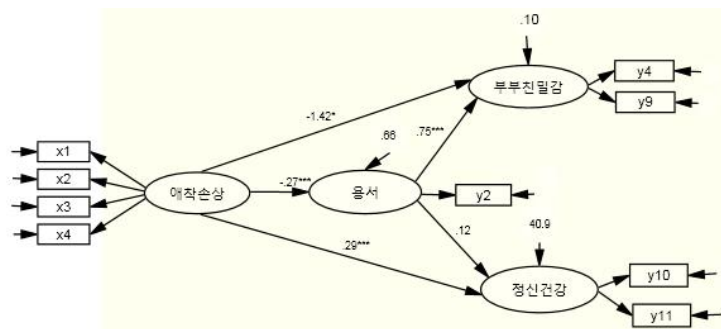 .10
y4
부부친밀감
y9
-1.42*
.66
.75***
x1
x2
애착손상
-.27***
용서
y2
x3
x4
.12
40.9
.29***
y10
정신건강
y11